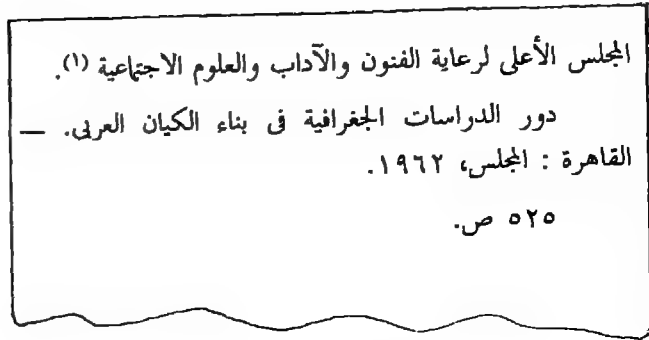 المجلس الأعلى لرعاية الفنون والآداب والعلوم الاجتماعية (١).
دور الدراسات الجغرافية فى بناء الكيان العربى. —
القاهرة : المجلس، ١٩٦٢.
٥٢٥ ص.